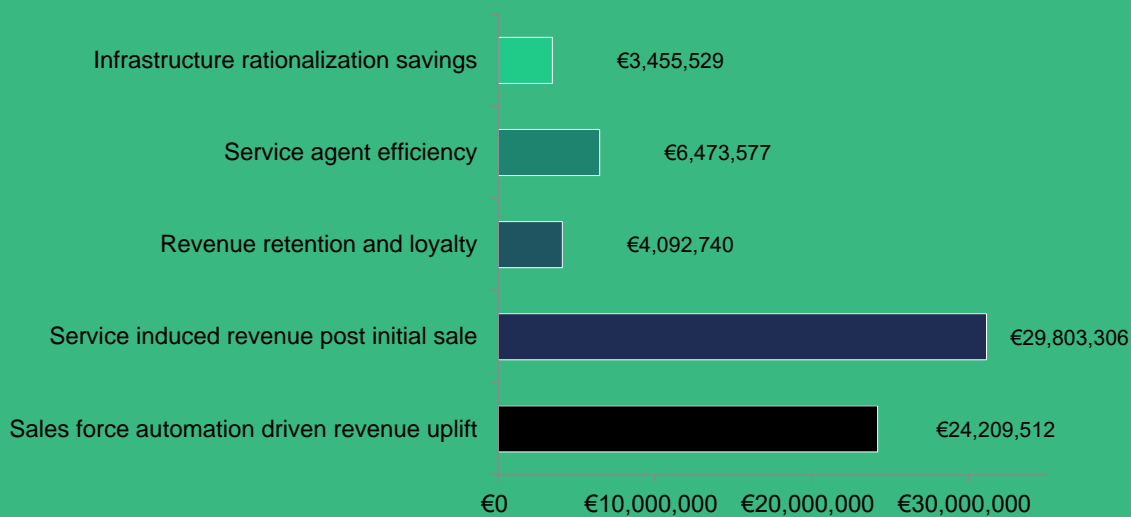 Infrastructure rationalization savings €3,455,529
Service agent efficiency €6,473,577
Revenue retention and loyalty €4,092,740
Service induced revenue post initial sale €29,803,306
Sales force automation driven revenue uplift €24,209,512
€0 €10,000,000 €20,000,000 €30,000,000